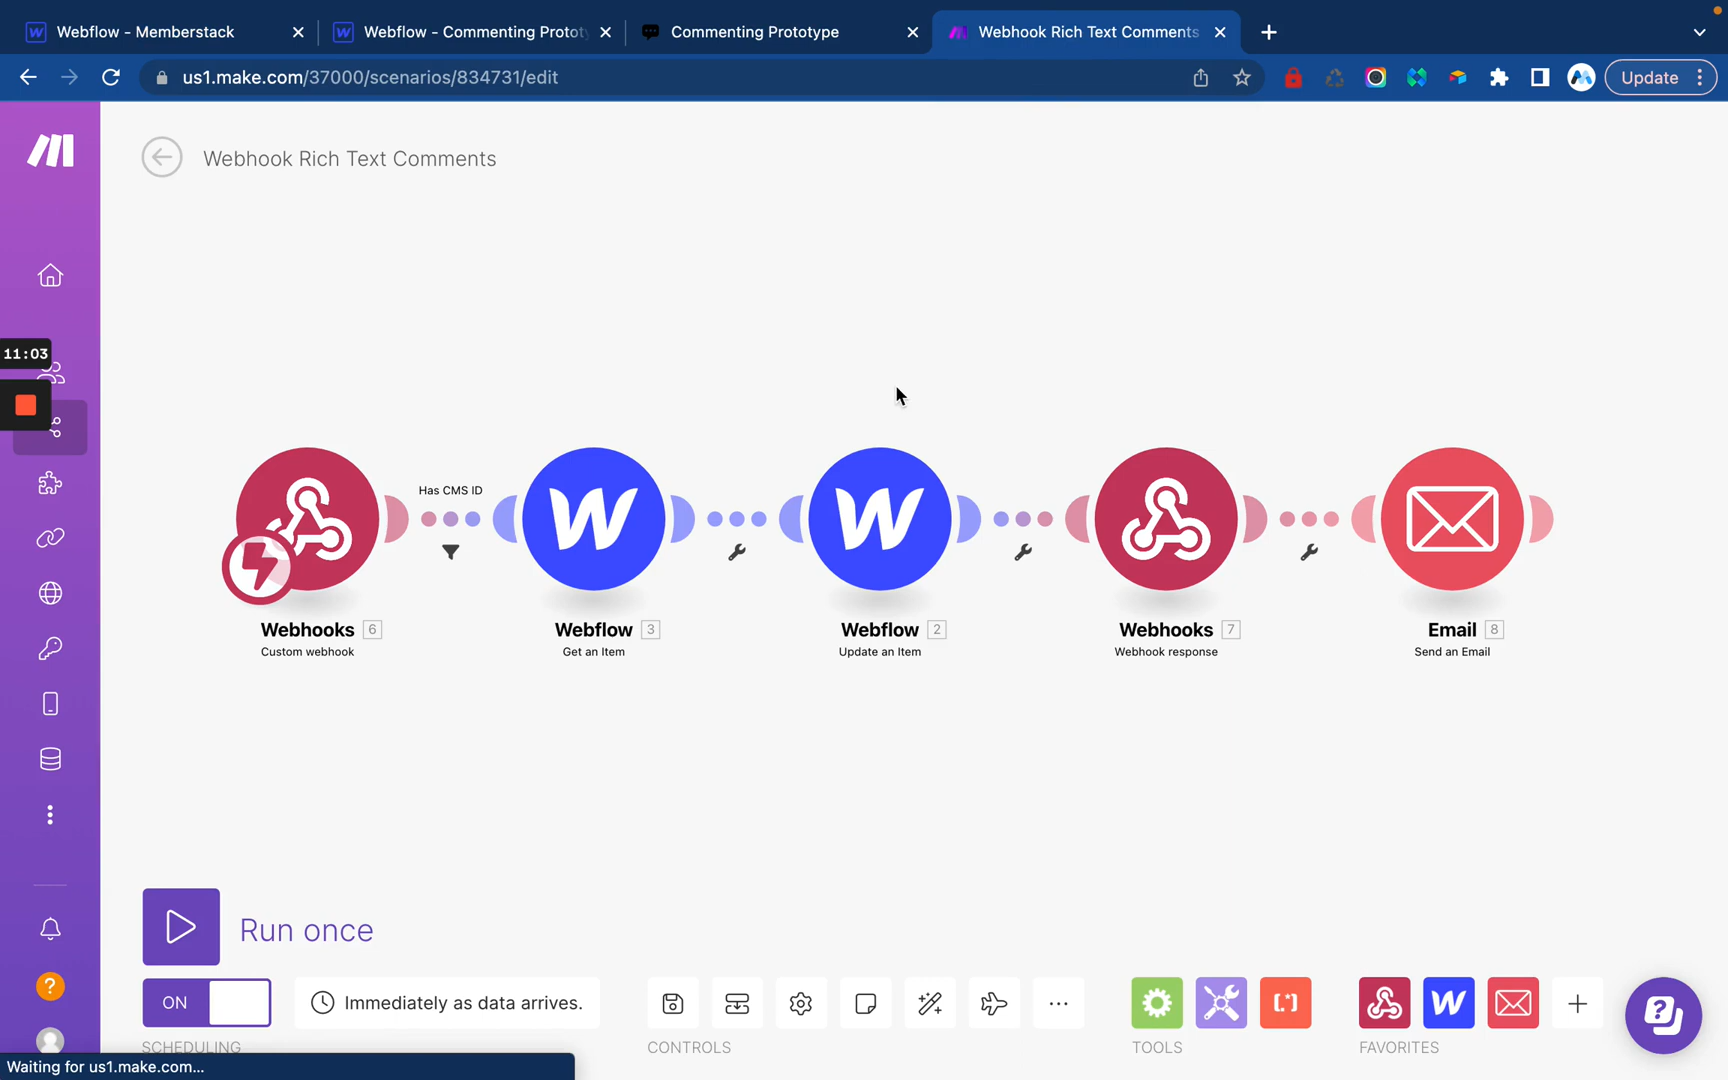 Webflow - Memberstack
Webflow - Commenting Protot
Commenting Prototype
Webhook Rich Text Comments
us1.make.com/37000/scenarios/834731/edit
Update
Webhook Rich Text Comments
11:03
Has CMS ID
Webhooks 6
Custom webhook
Webflow 3
Get an Item
Webflow 2
Update an Item
Webhooks 7
Webhook response
Email 8
Send an Email
Run once
ON
Immediately as data arrives.
SCHEDULING
CONTROLS
TOOLS
FAVORITES
Waiting for us1.make.com...